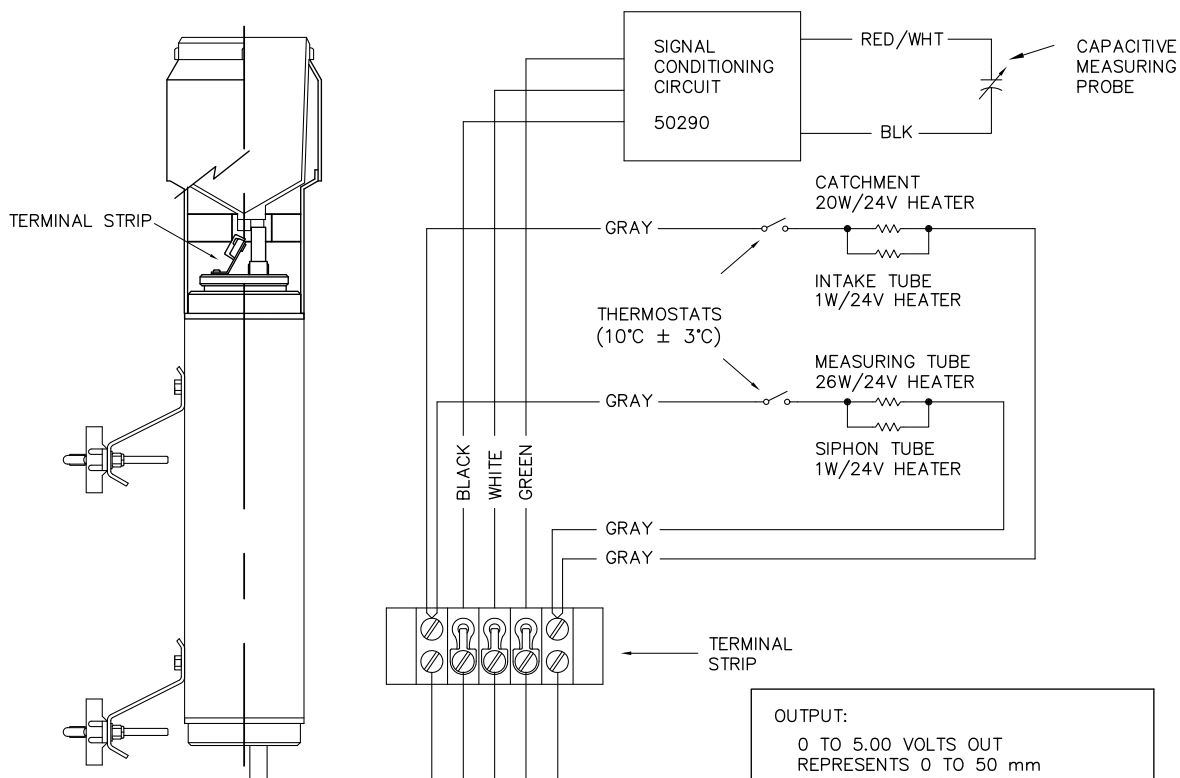 SIGNAL
CONDITIONING
CIRCUIT
50290
RED/WHT
BLK
CAPACITIVE
MEASURING
PROBE
TERMINAL STRIP
CATCHMENT
20W/24V HEATER
GRAY
INTAKE TUBE
1W/24V HEATER
THERMOSTATS
(10°C ± 3°C)
MEASURING TUBE
26W/24V HEATER
GRAY
SIPHON TUBE
1W/24V HEATER
BLACK
WHITE
GREEN
GRAY
GRAY
TERMINAL
STRIP
OUTPUT:
0 TO 5.00 VOLTS OUT
REPRESENTS 0 TO 50 mm